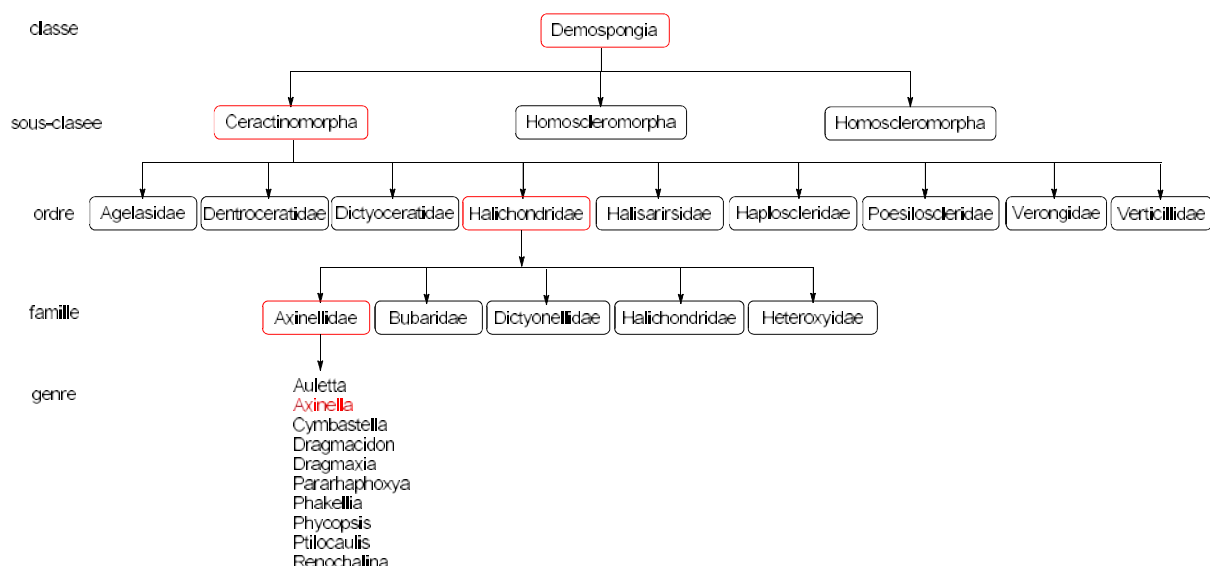 classe Demospongia
sous-clasee Ceractinomorpha Homoscleromorpha Homoscleromorpha
ordre Agelasidae Dentroceratidae Dictyoceratidae Halichondridae Halisarirsidae Haploscleridae Poesiloscleridae Verongidae Verticillidae
famille Axinellidae Bubaridae Dictyonellidae Halichondridae Heteroxyidae
genre
Auletta
Axinella
Cymbastella
Dragmacidon
Dragmaxia
Pararhaphoxya
Phakellia
Phycopsis
Ptilocaulis
Renochalina